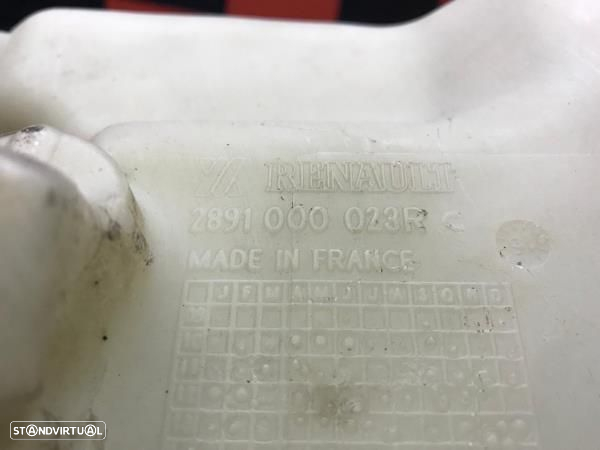 RENAULT
2891 000 023R C
MADE IN FRANCE
J F M A M J J A S O N D
STANDVIRTUAL